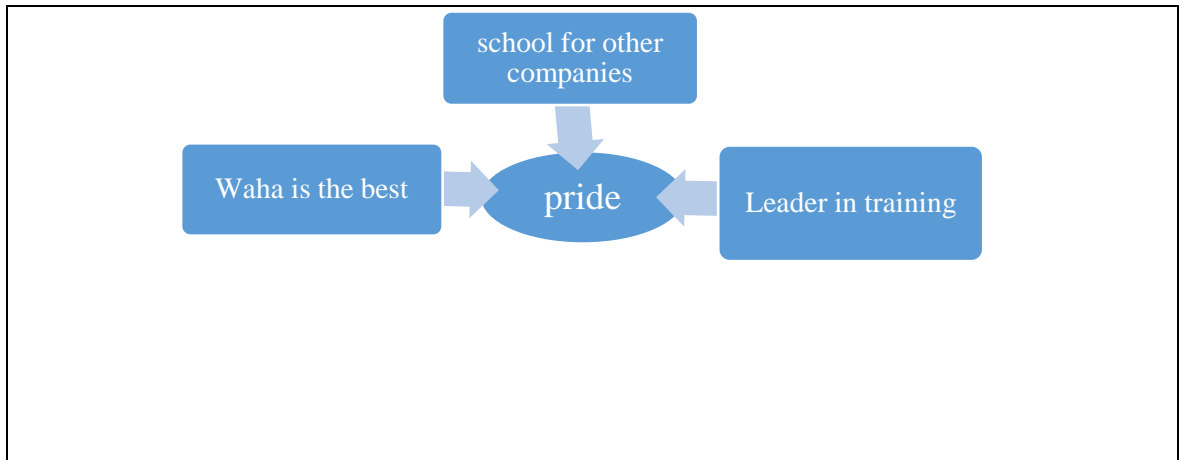 school for other
companies
Waha is the best
pride
Leader in training